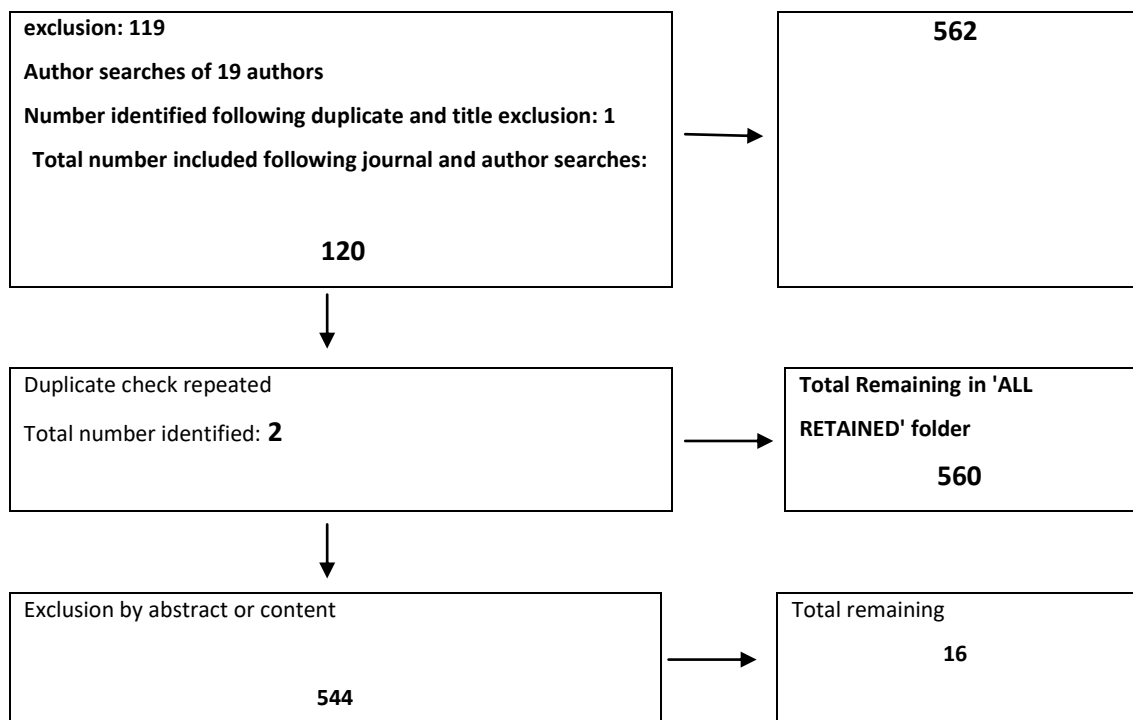 exclusion: 119
Author searches of 19 authors
Number identified following duplicate and title exclusion: 1
Total number included following journal and author searches:
120
562
Duplicate check repeated
Total number identified: 2
Total Remaining in 'ALL
RETAINED' folder
560
Exclusion by abstract or content
544
Total remaining
16